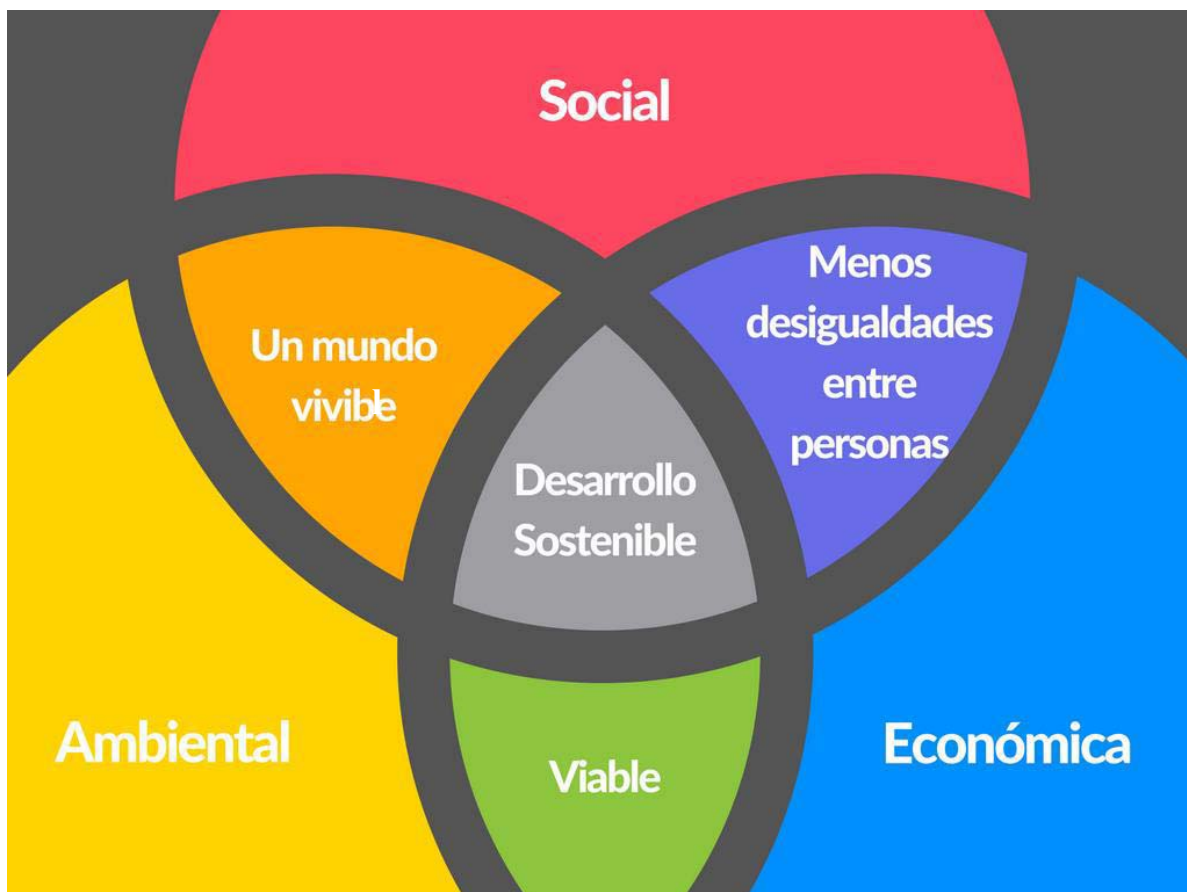 Social
Menos
desigualdades
entre
personas
Un mundo
vivible
Desarrollo
Sostenible
Ambiental
Económica
Viable